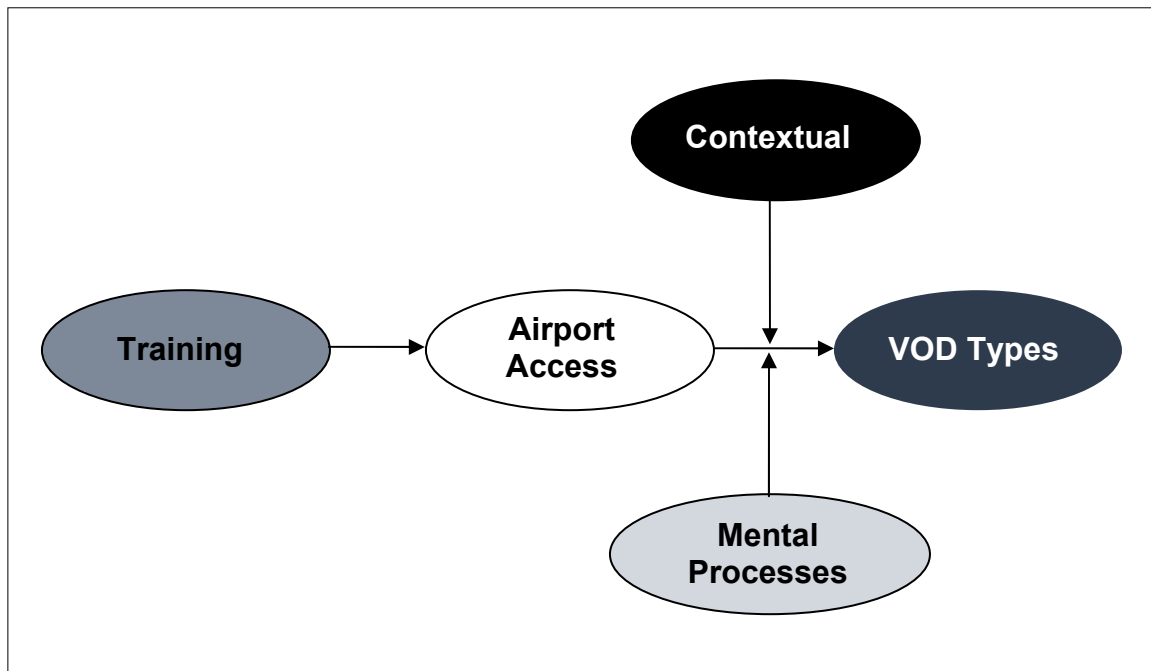 Contextual
Training
Airport
Access
VOD Types
Mental
Processes